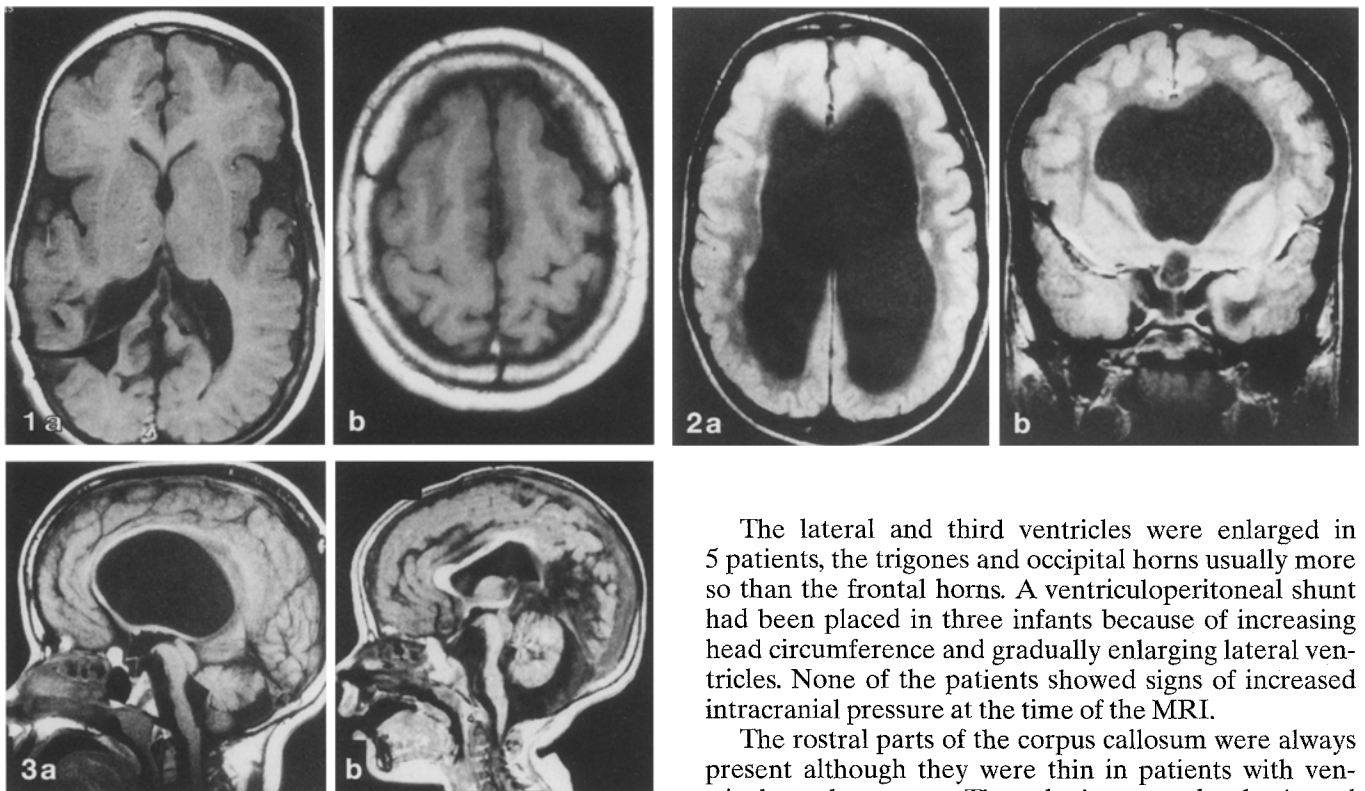 1a
b
2a
b
3a
b
The lateral and third ventricles were enlarged in
5 patients, the trigones and occipital horns usually more
so than the frontal horns. A ventriculoperitoneal shunt
had been placed in three infants because of increasing
head circumference and gradually enlarging lateral ven-
tricles. None of the patients showed signs of increased
intracranial pressure at the time of the MRI.
The rostral parts of the corpus callosum were always
present although they were thin in patients with ven-